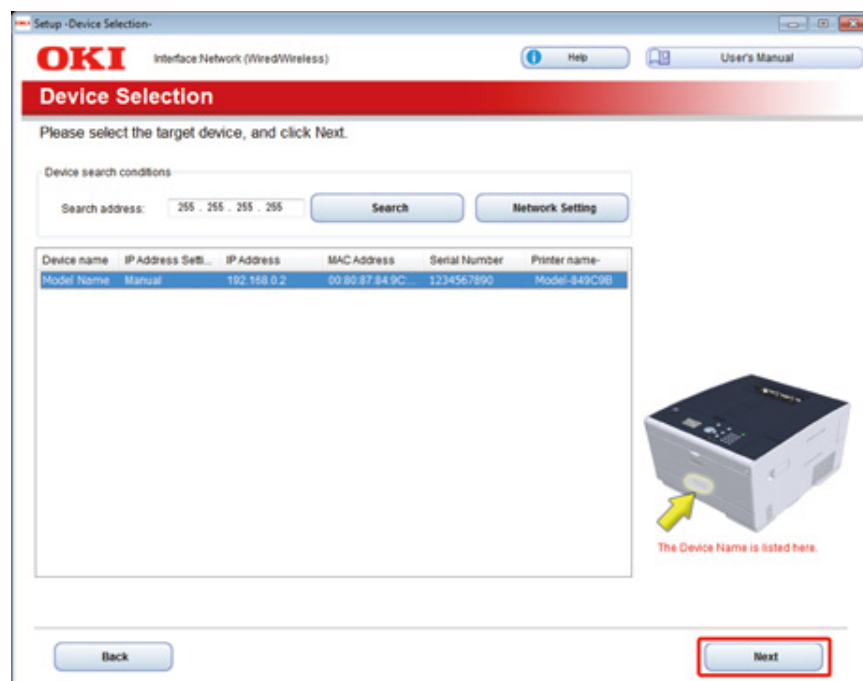 Setup -Device Selection-
OKI Interface:Network (Wired/Wireless) Help User's Manual
Device Selection
Please select the target device, and click Next.
Device search conditions
Search address: 255 . 255 . 255 . 255 Search Network Setting
Device name IP Address Setti... IP Address MAC Address Serial Number Printer name-
Model Name Manual 192.168.0.2 00:80:87:84:9C... 1234567890 Model-849C9B
The Device Name is listed here.
Back Next